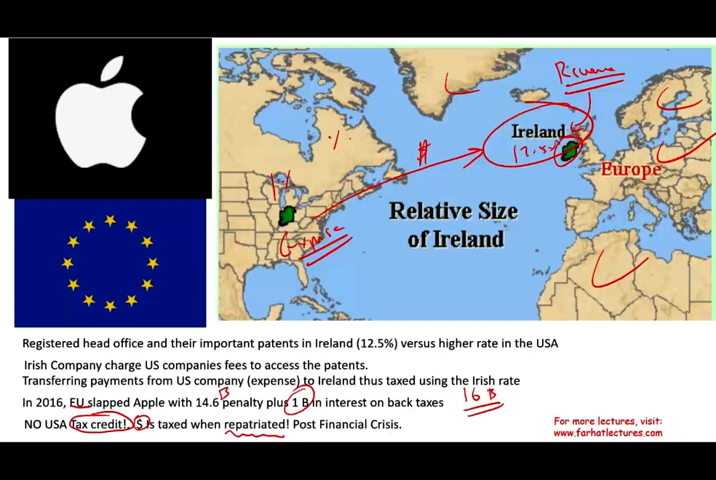 Revenue
Ireland
12.5%
%
$
Europe
Expense
Relative Size
of Ireland
Registered head office and their important patents in Ireland (12.5%) versus higher rate in the USA
Irish Company charge US companies fees to access the patents.
Transferring payments from US company (expense) to Ireland thus taxed using the Irish rate
B
In 2016, EU slapped Apple with 14.6 penalty plus 1 B in interest on back taxes
16 B
NO USA Tax credit!. $ is taxed when repatriated! Post Financial Crisis.
For more lectures, visit:
www.farhatlectures.com